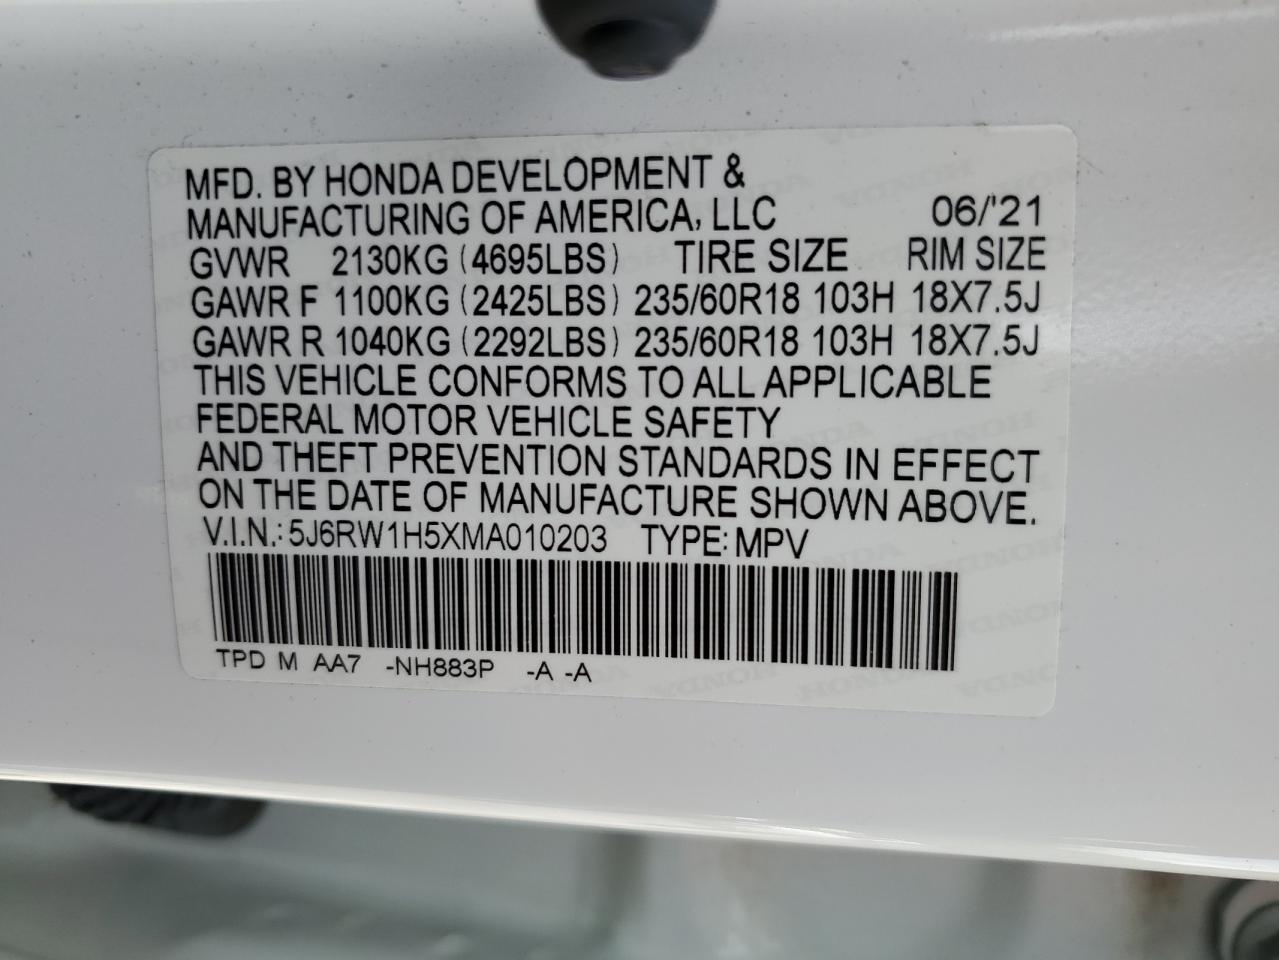 MFD. BY HONDA DEVELOPMENT &
MANUFACTURING OF AMERICA, LLC 06/'21
GVWR 2130KG (4695LBS) TIRE SIZE RIM SIZE
GAWR F 1100KG (2425LBS) 235/60R18 103H 18X7.5J
GAWR R 1040KG (2292LBS) 235/60R18 103H 18X7.5J
THIS VEHICLE CONFORMS TO ALL APPLICABLE
FEDERAL MOTOR VEHICLE SAFETY
AND THEFT PREVENTION STANDARDS IN EFFECT
ON THE DATE OF MANUFACTURE SHOWN ABOVE.
V.I.N.: 5J6RW1H5XMA010203 TYPE: MPV
TPD M AA7 -NH883P -A -A